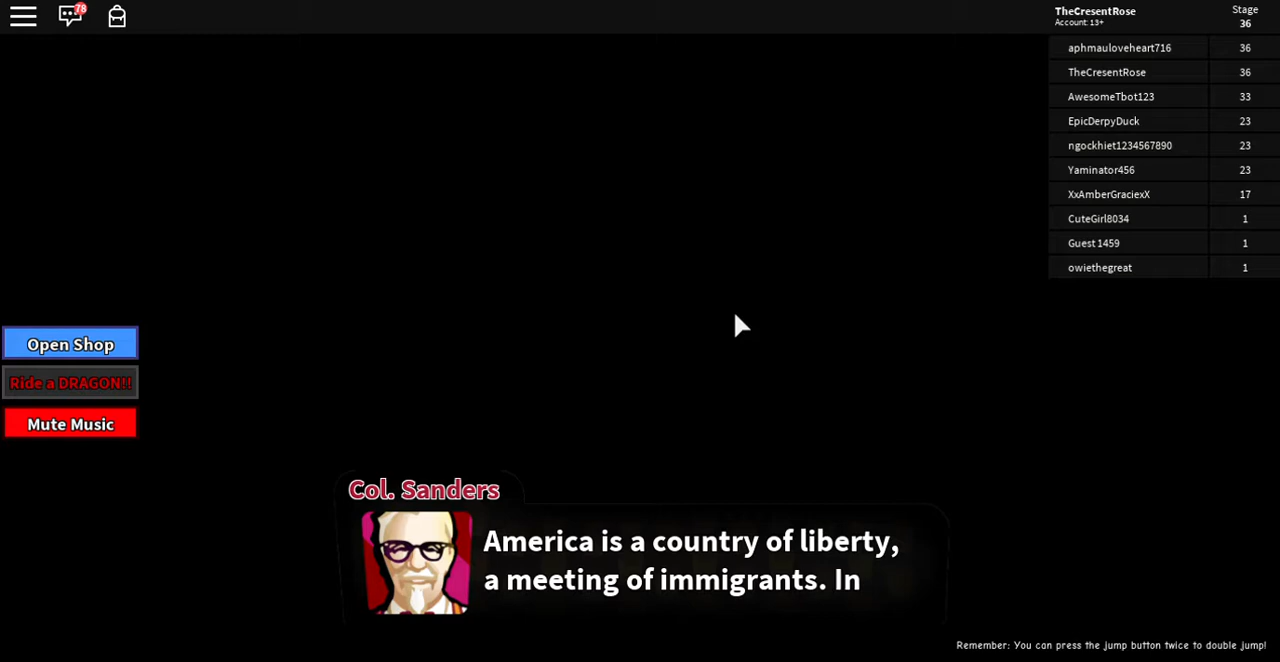 78
TheCresentRose
Account: 13+
Stage
36
aphmauloveheart716 36
TheCresentRose 36
AwesomeTbot123 33
EpicDerpyDuck 23
ngockhiet1234567890 23
Yaminator456 23
XxAmberGraciexX 17
CuteGirl8034 1
Guest 1459 1
owiethegreat 1
Open Shop
Ride a DRAGON!!
Mute Music
Col. Sanders
America is a country of liberty,
a meeting of immigrants. In
Remember: You can press the jump button twice to double jump!